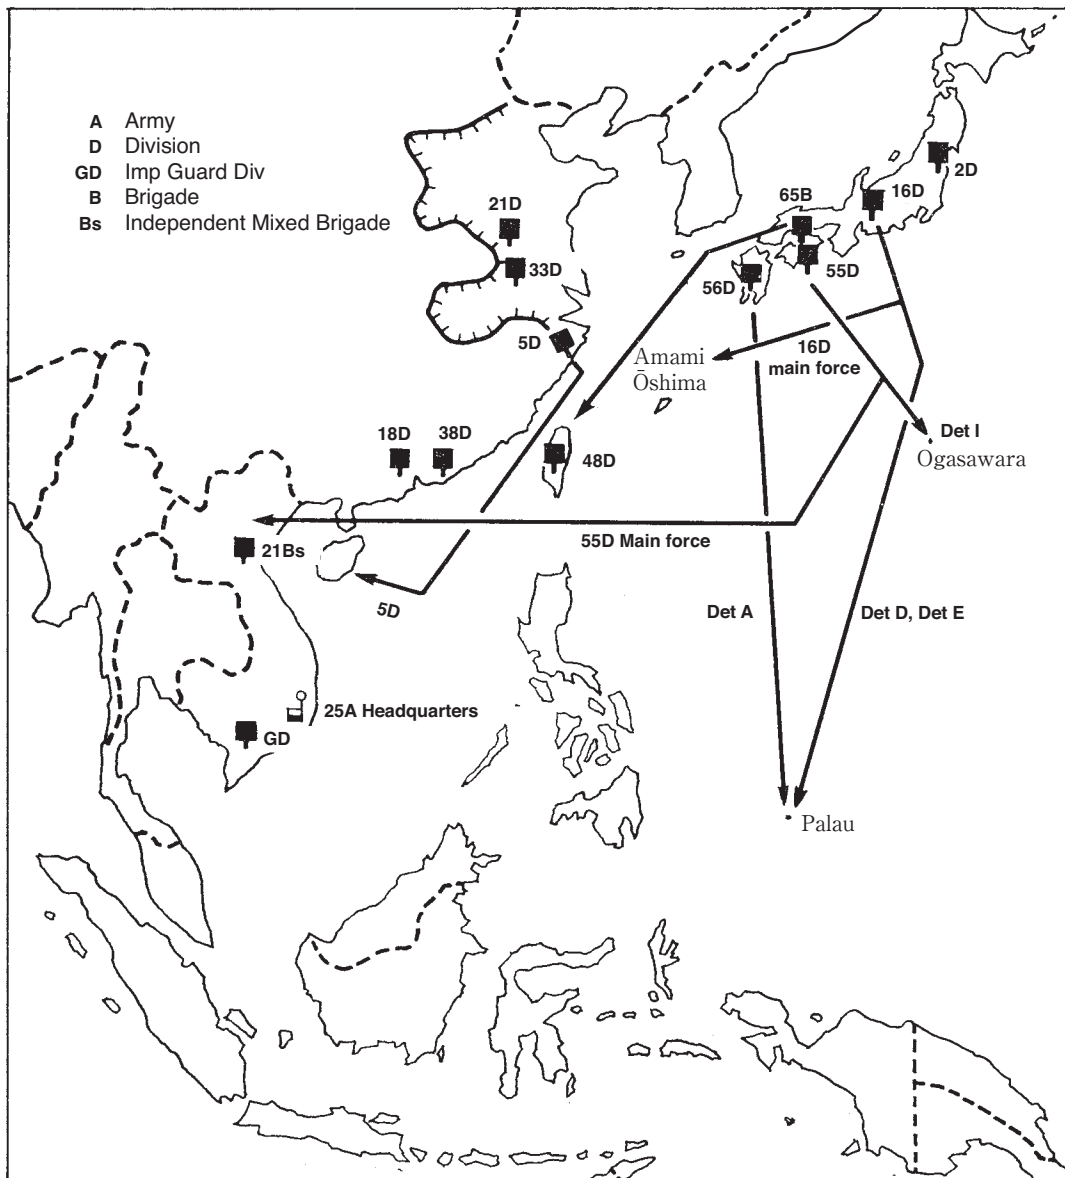 A Army
D Division
GD Imp Guard Div
B Brigade
Bs Independent Mixed Brigade
2D
16D
65B
21D
33D
55D
56D
5D
16D
main force
Amami
Ōshima
Det I
Ogasawara
18D
38D
48D
55D Main force
21Bs
5D
Det A
Det D, Det E
25A Headquarters
GD
Palau